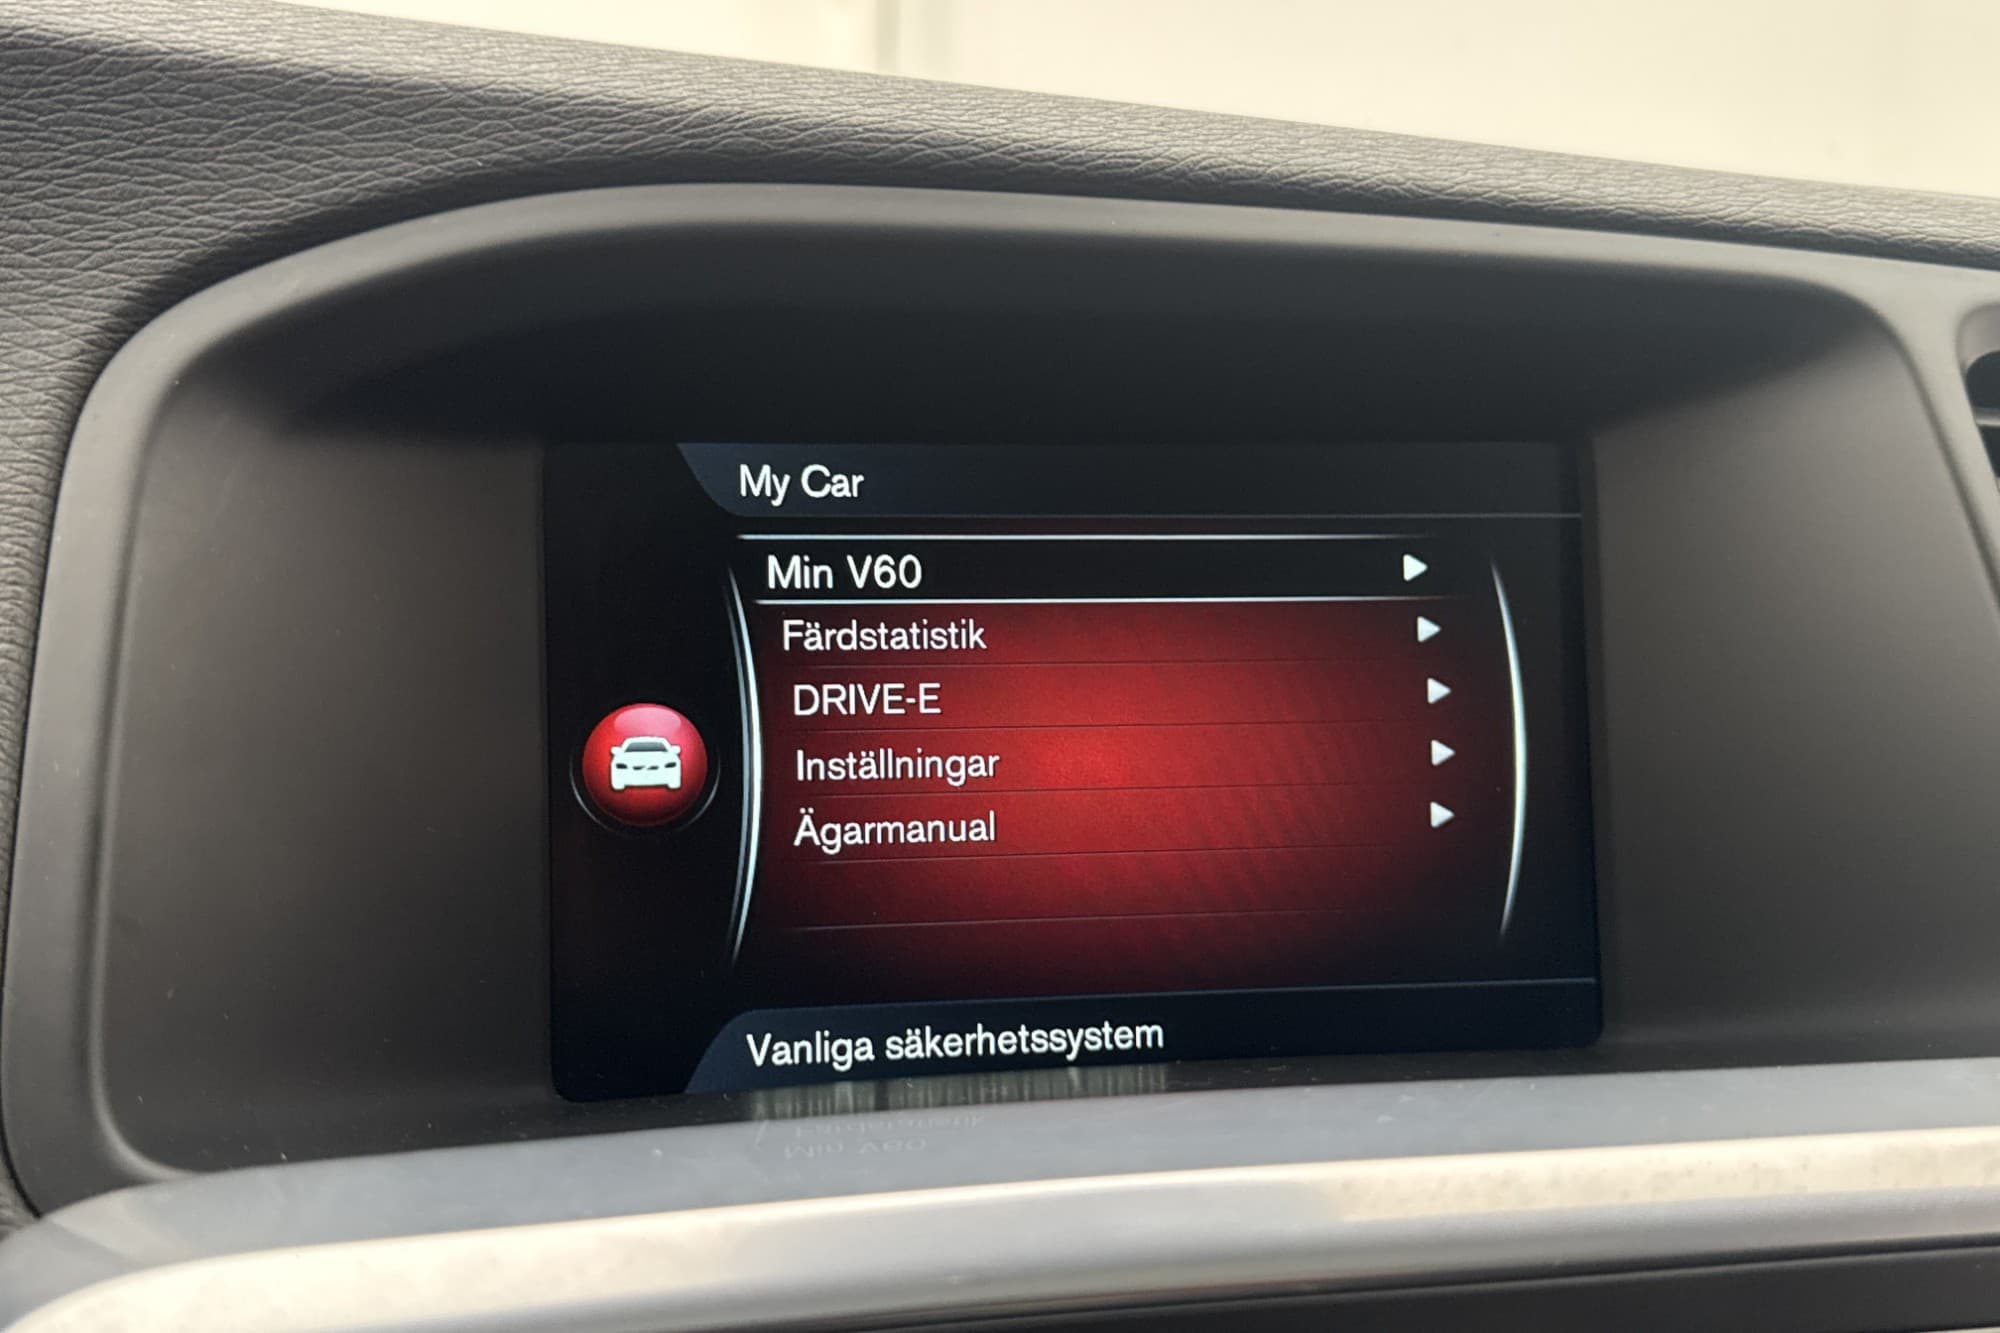 My Car
Min V60
Färdstatistik
DRIVE-E
Inställningar
Ägarmanual
Vanliga säkerhetssystem